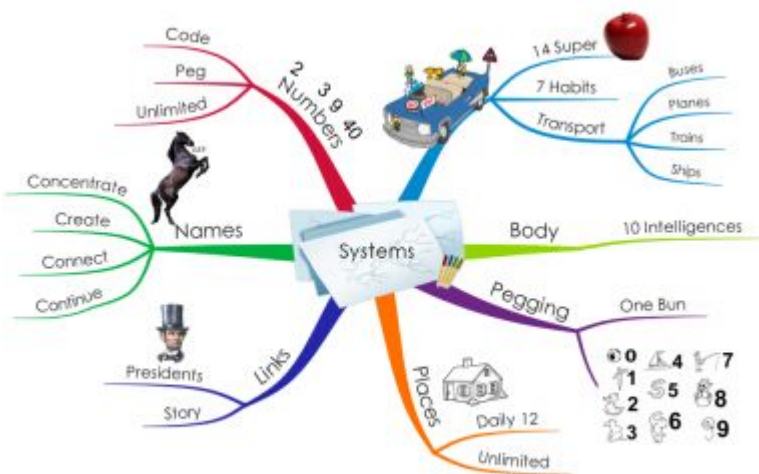 Systems
2 3 9 40
Numbers
Code
Peg
Unlimited
14 Super
7 Habits
Transport
Buses
Planes
Trains
Ships
Body
10 Intelligences
Pegging
One Bun
0 4 7
1 5 8
2 6 9
3
Places
Daily 12
Unlimited
Links
Presidents
Story
Names
Concentrate
Create
Connect
Continue